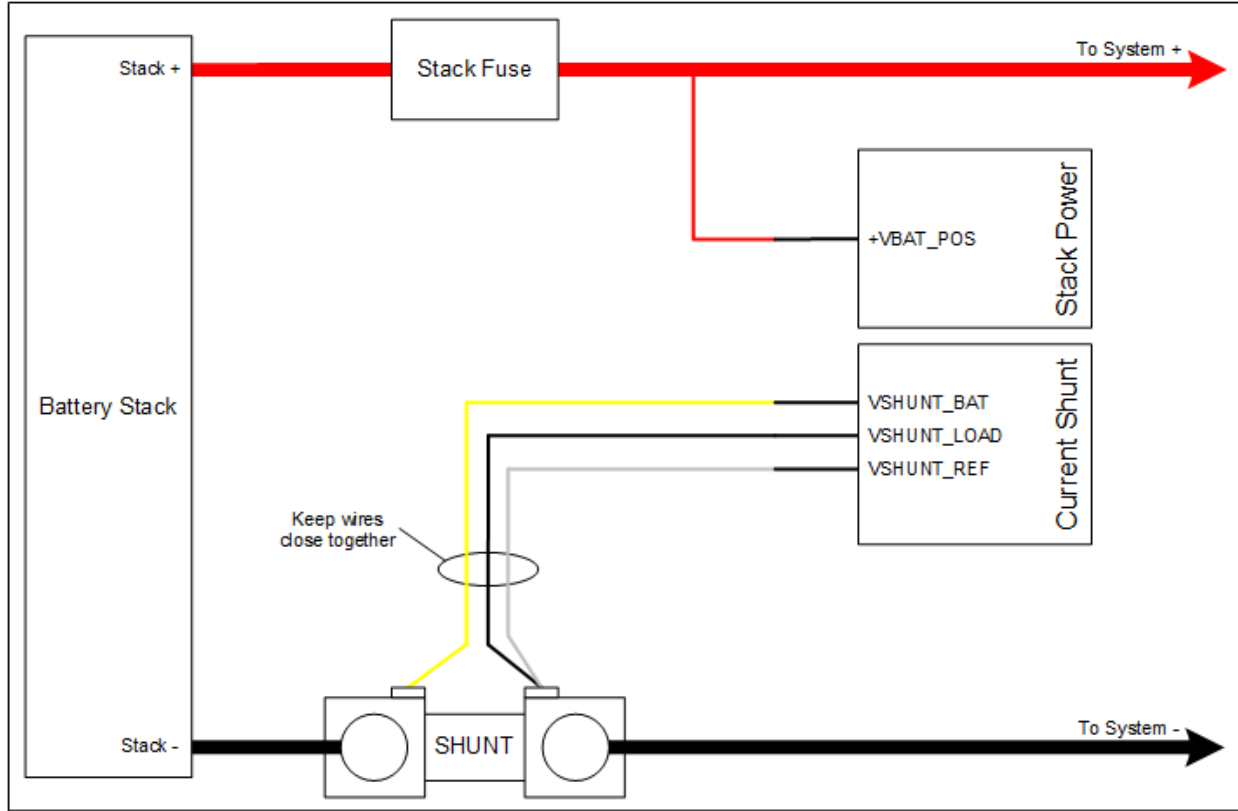 To System +
Stack +
Stack Fuse
+VBAT_POS
Stack Power
Battery Stack
VSHUNT_BAT
VSHUNT_LOAD
VSHUNT_REF
Current Shunt
Keep wires
close together
Stack -
SHUNT
To System -